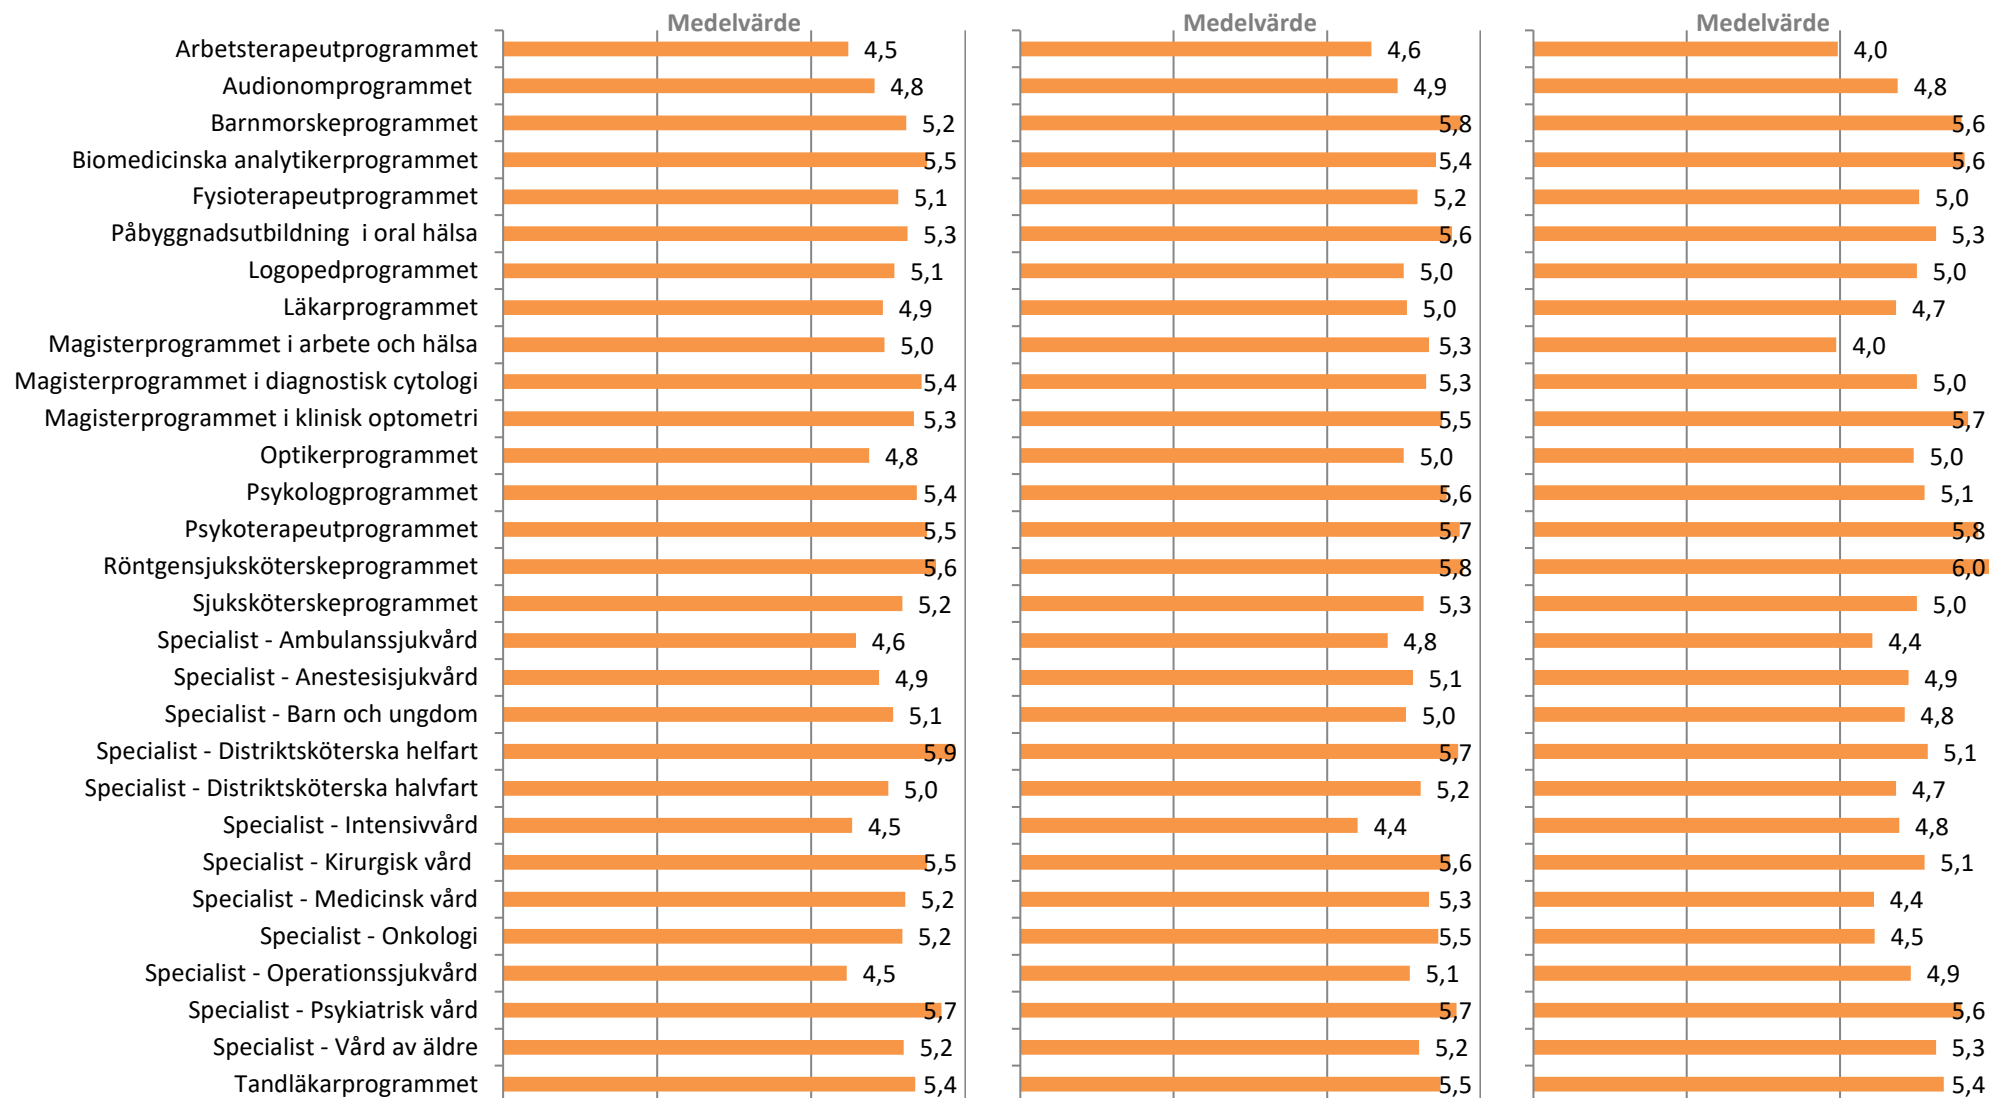 Medelvärde Medelvärde Medelvärde
Arbetsterapeutprogrammet 4,5 4,6 4,0
Audionomprogrammet 4,8 4,9 4,8
Barnmorskeprogrammet 5,2 5,8 5,6
Biomedicinska analytikerprogrammet 5,5 5,4 5,6
Fysioterapeutprogrammet 5,1 5,2 5,0
Påbyggnadsutbildning i oral hälsa 5,3 5,6 5,3
Logopedprogrammet 5,1 5,0 5,0
Läkarprogrammet 4,9 5,0 4,7
Magisterprogrammet i arbete och hälsa 5,0 5,3 4,0
Magisterprogrammet i diagnostisk cytologi 5,4 5,3 5,0
Magisterprogrammet i klinisk optometri 5,3 5,5 5,7
Optikerprogrammet 4,8 5,0 5,0
Psykologprogrammet 5,4 5,6 5,1
Psykoterapeutprogrammet 5,5 5,7 5,8
Röntgensjuksköterskeprogrammet 5,6 5,8 6,0
Sjuksköterskeprogrammet 5,2 5,3 5,0
Specialist - Ambulanssjukvård 4,6 4,8 4,4
Specialist - Anestesisjukvård 4,9 5,1 4,9
Specialist - Barn och ungdom 5,1 5,0 4,8
Specialist - Distriktsköterska helfart 5,9 5,7 5,1
Specialist - Distriktsköterska halvfart 5,0 5,2 4,7
Specialist - Intensivvård 4,5 4,4 4,8
Specialist - Kirurgisk vård 5,5 5,6 5,1
Specialist - Medicinsk vård 5,2 5,3 4,4
Specialist - Onkologi 5,2 5,5 4,5
Specialist - Operationssjukvård 4,5 5,1 4,9
Specialist - Psykiatrisk vård 5,7 5,7 5,6
Specialist - Vård av äldre 5,2 5,2 5,3
Tandläkarprogrammet 5,4 5,5 5,4